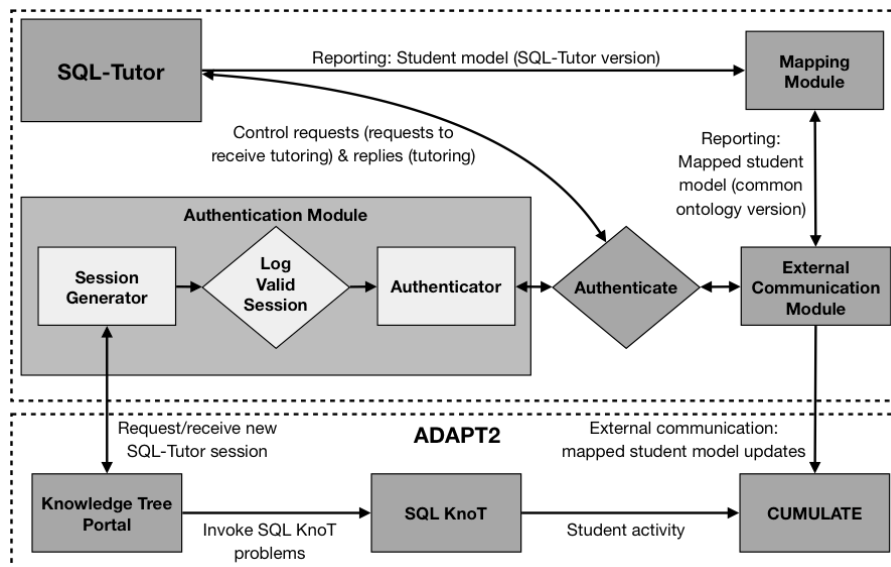 SQL-Tutor
Reporting: Student model (SQL-Tutor version)
Mapping
Module
Control requests (requests to
receive tutoring) & replies (tutoring)
Reporting:
Mapped student
model (common
ontology version)
Authentication Module
Session
Generator
Log
Valid
Session
Authenticator
Authenticate
External
Communication
Module
Request/receive new
SQL-Tutor session
ADAPT2
External communication:
mapped student model updates
Knowledge Tree
Portal
Invoke SQL KnoT
problems
SQL KnoT
Student activity
CUMULATE